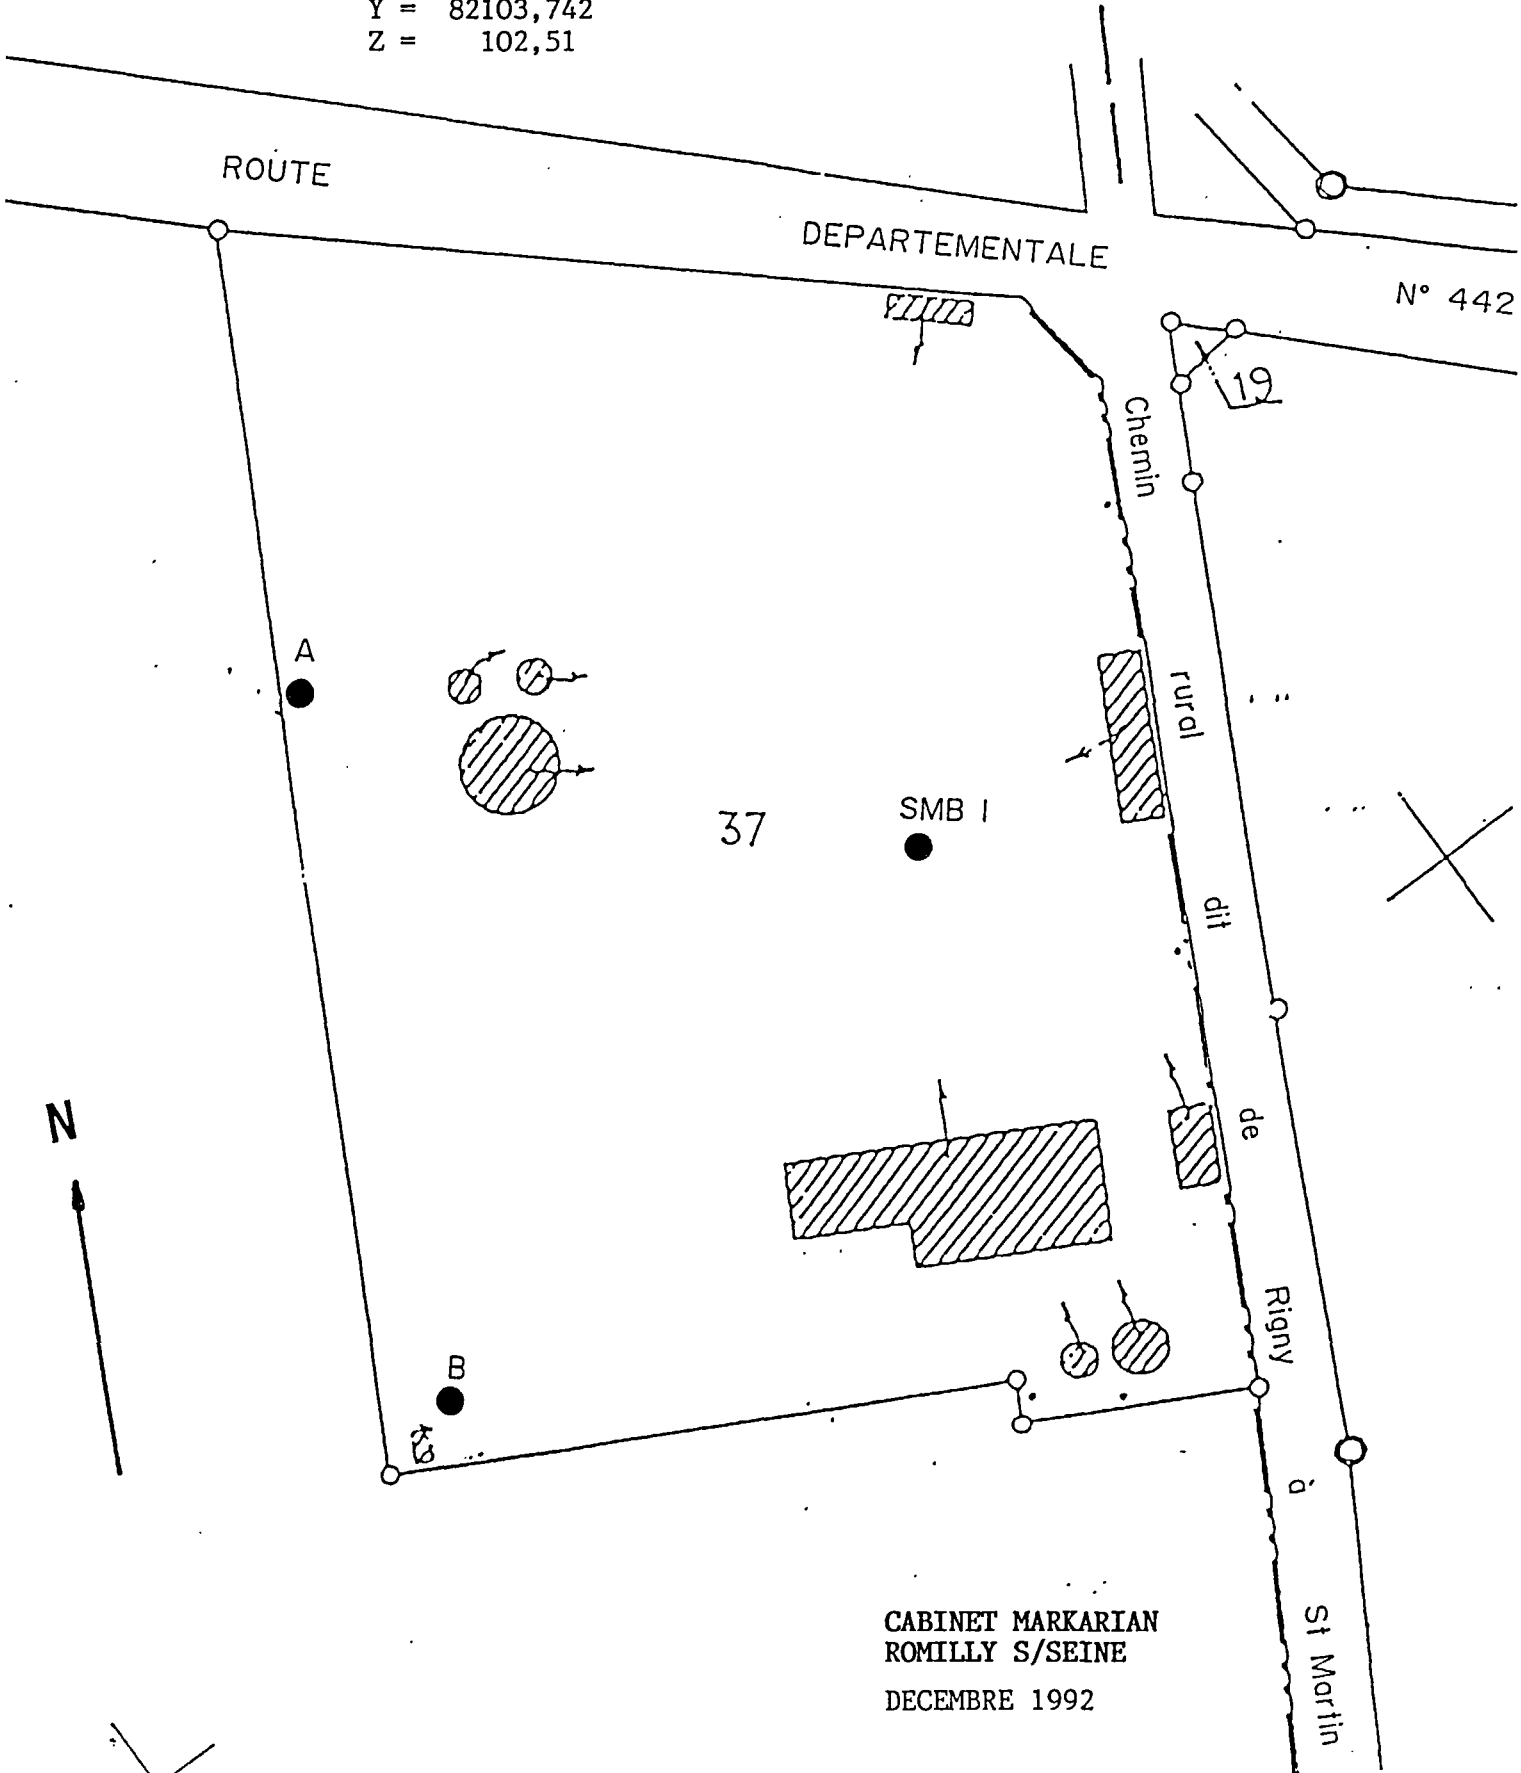 Y = 82103,742
Z = 102,51
ROUTE
DEPARTEMENTALE
N° 442
19
Chemin rural dit de Rigny à St Martin
A
37
SMB 1
N
B
CABINET MARKARIAN
ROMILLY S/SEINE
DECEMBRE 1992